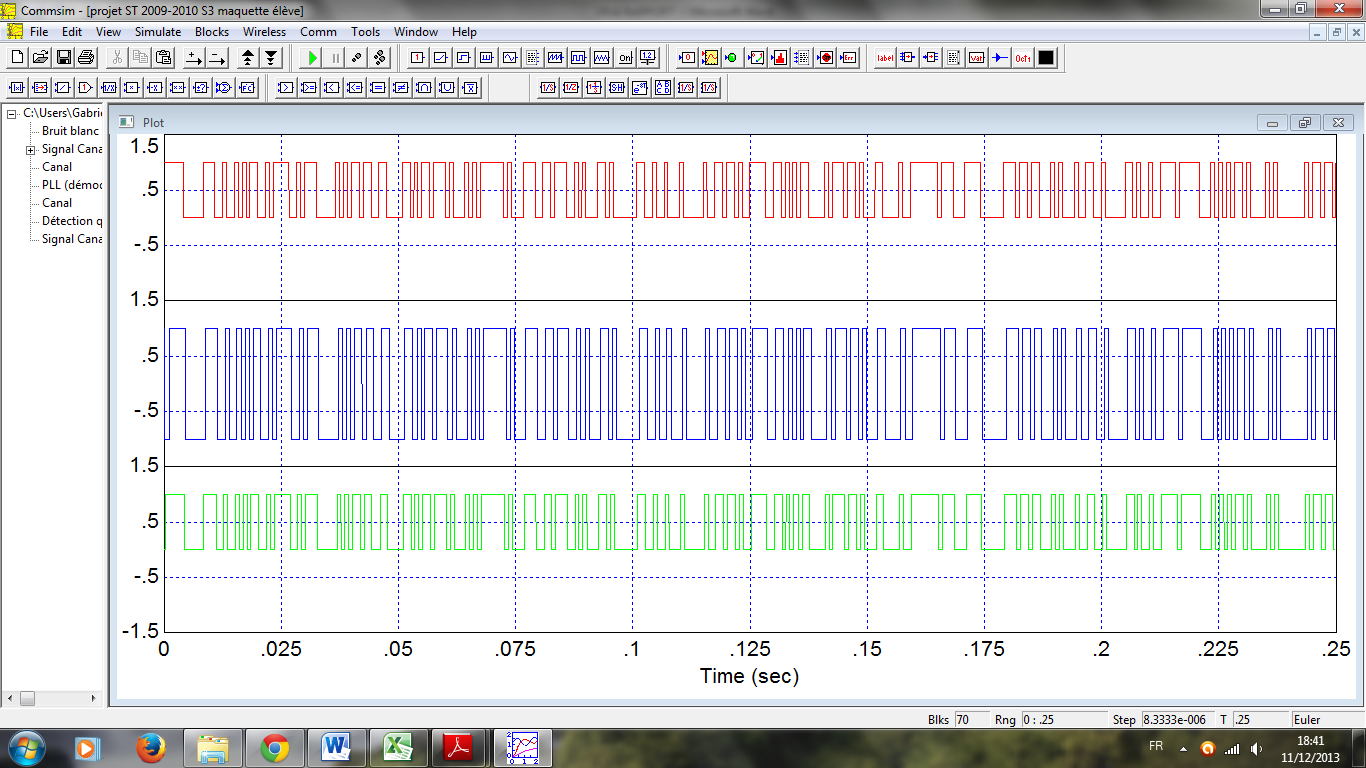 Commsim - [projet ST 2009-2010 S3 maquette élève]
File Edit View Simulate Blocks Wireless Comm Tools Window Help
label var
C:\Users\Gabrie
Bruit blanc
Signal Cana
Canal
PLL (démod
Canal
Détection q
Signal Cana
Plot
1.5
.5
-.5
1.5
.5
-.5
1.5
.5
-.5
-1.5
0 .025 .05 .075 .1 .125 .15 .175 .2 .225 .25
Time (sec)
Blks 70 Rng 0 : .25 Step 8.3333e-006 T .25 Euler
FR 18:41
11/12/2013